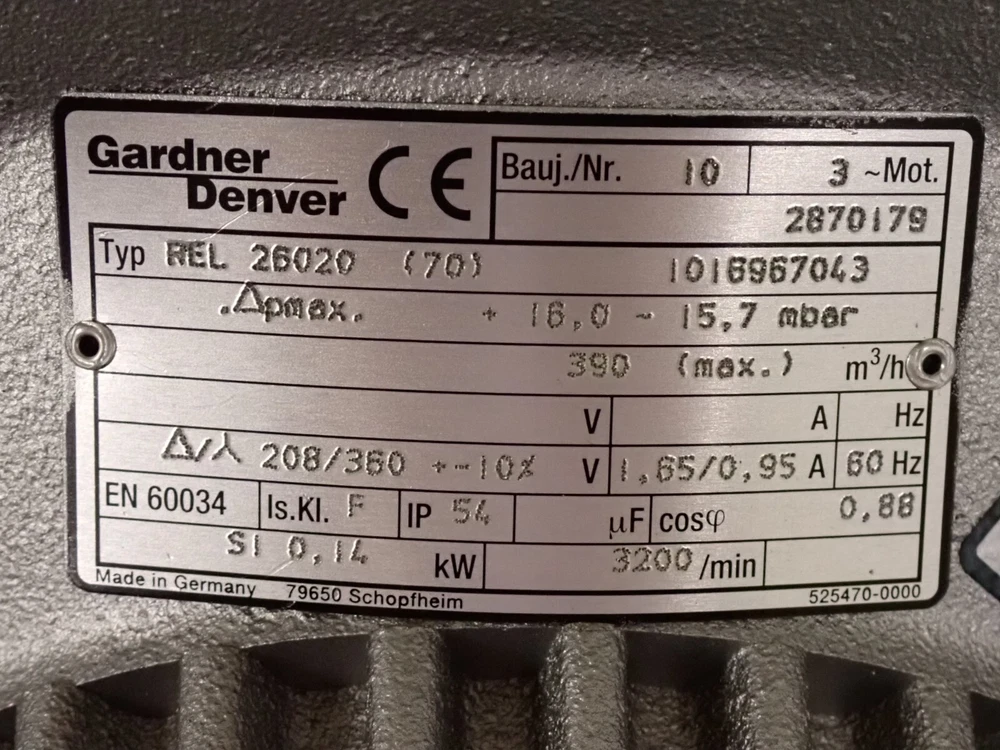 Gardner
Denver
CE
Bauj./Nr. 10 3 ~Mot.
2870179
Typ REL 26020 (70) 1016967043
.Δpmax. + 16,0 - 15,7 mbar
390 (max.) m³/h
V A Hz
Δ/⅄ 208/360 +-10% V 1,65/0,95 A 60 Hz
EN 60034 Is.Kl. F IP 54 µF cosφ 0,88
S1 0,14 kW 3200 /min
Made in Germany 79650 Schopfheim 525470-0000